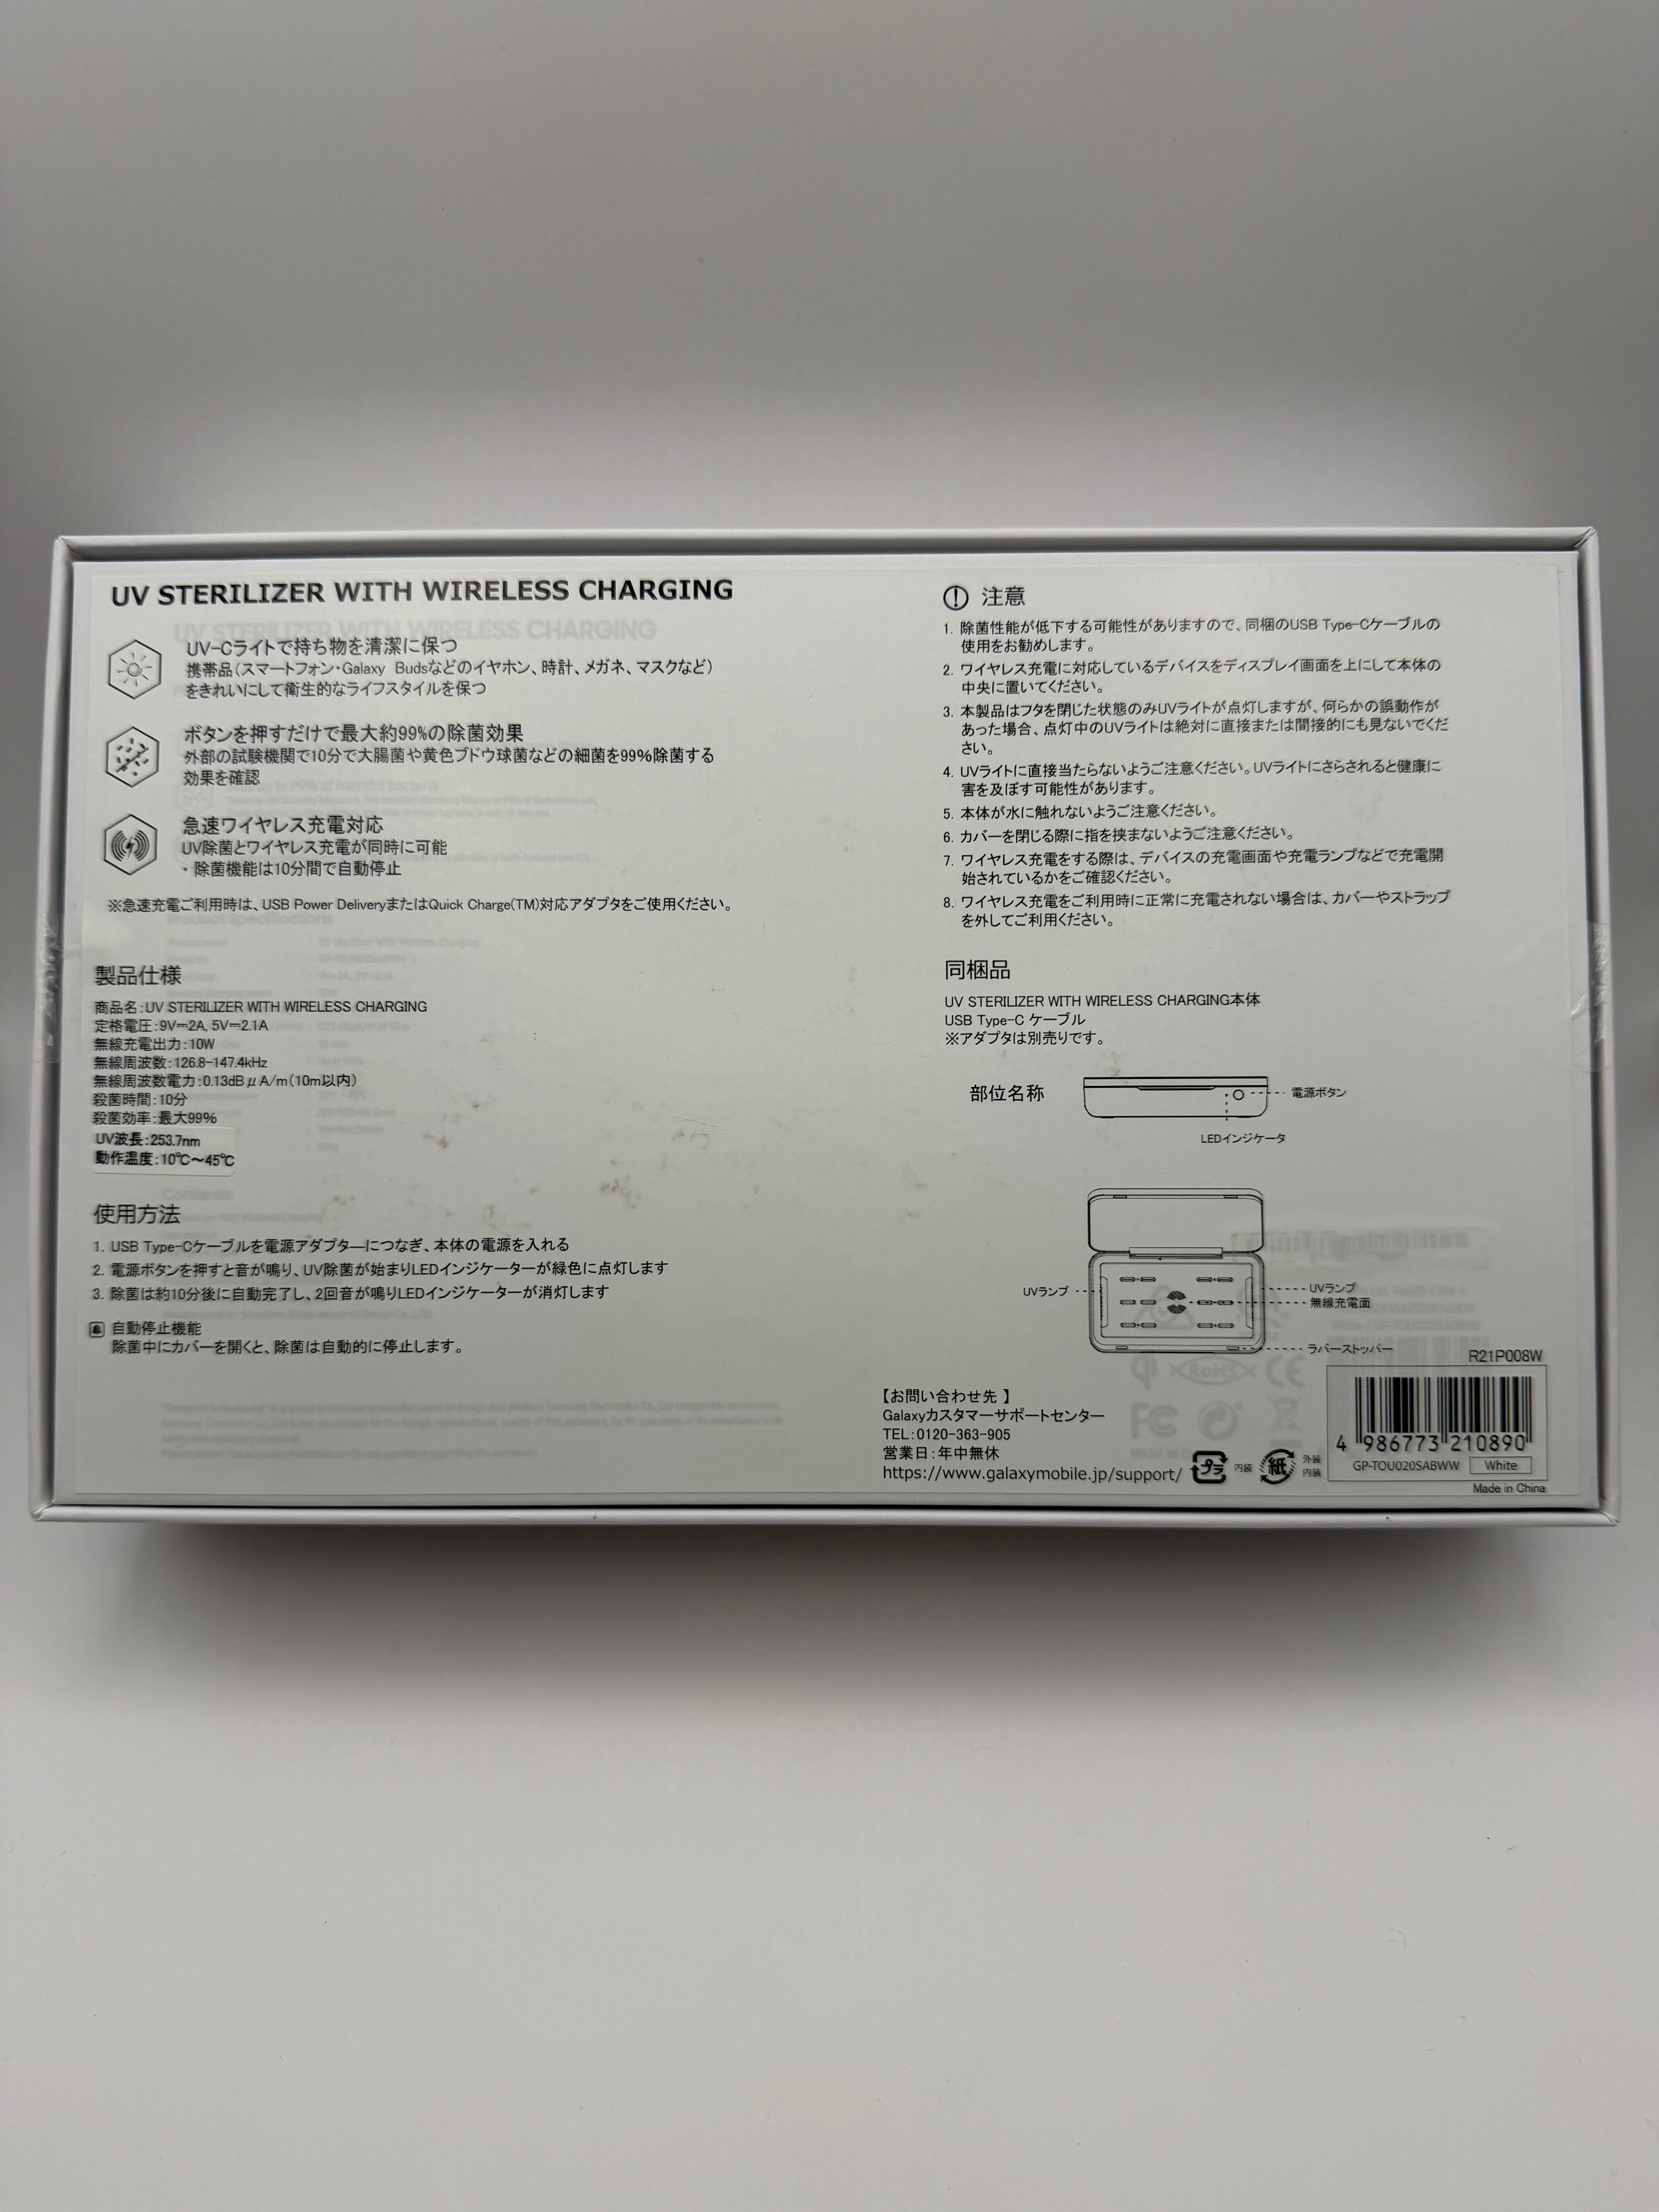 UV STERILIZER WITH WIRELESS CHARGING
UV-Cライトで持ち物を清潔に保つ
携帯品(スマートフォン・Galaxy Budsなどのイヤホン、時計、メガネ、マスクなど)
をきれいにして衛生的なライフスタイルを保つ
ボタンを押すだけで最大約99%の除菌効果
外部の試験機関で10分で大腸菌や黄色ブドウ球菌などの細菌を99%除菌する
効果を確認
急速ワイヤレス充電対応
UV除菌とワイヤレス充電が同時に可能
・除菌機能は10分間で自動停止
※急速充電ご利用時は、USB Power DeliveryまたはQuick Charge(TM)対応アダプタをご使用ください。
製品仕様
商品名:UV STERILIZER WITH WIRELESS CHARGING
定格電圧:9V⎓2A, 5V⎓2.1A
無線充電出力:10W
無線周波数:126.8-147.4kHz
無線周波数電力:0.13dBμA/m(10m以内)
殺菌時間:10分
殺菌効率:最大99%
UV波長:253.7nm
動作温度:10℃〜45℃
使用方法
1. USB Type-Cケーブルを電源アダプタ―につなぎ、本体の電源を入れる
2. 電源ボタンを押すと音が鳴り、UV除菌が始まりLEDインジケーターが緑色に点灯します
3. 除菌は約10分後に自動完了し、2回音が鳴りLEDインジケーターが消灯します
自動停止機能
除菌中にカバーを開くと、除菌は自動的に停止します。
注意
1. 除菌性能が低下する可能性がありますので、同梱のUSB Type-Cケーブルの
使用をお勧めします。
2. ワイヤレス充電に対応しているデバイスをディスプレイ画面を上にして本体の
中央に置いてください。
3. 本製品はフタを閉じた状態のみUVライトが点灯しますが、何らかの誤動作が
あった場合、点灯中のUVライトは絶対に直接または間接的にも見ないでくだ
さい。
4. UVライトに直接当たらないようご注意ください。UVライトにさらされると健康に
害を及ぼす可能性があります。
5. 本体が水に触れないようご注意ください。
6. カバーを閉じる際に指を挟まないようご注意ください。
7. ワイヤレス充電をする際は、デバイスの充電画面や充電ランプなどで充電開
始されているかをご確認ください。
8. ワイヤレス充電をご利用時に正常に充電されない場合は、カバーやストラップ
を外してご利用ください。
同梱品
UV STERILIZER WITH WIRELESS CHARGING本体
USB Type-C ケーブル
※アダプタは別売りです。
部位名称
電源ボタン
LEDインジケータ
UVランプ
UVランプ
無線充電面
ラバーストッパー
【お問い合わせ先 】
Galaxyカスタマーサポートセンター
TEL:0120-363-905
営業日:年中無休
https://www.galaxymobile.jp/support/
プラ 内装
紙 外装
内装
R21P008W
4 986773 210890
GP-TOU020SABWW White
Made in China